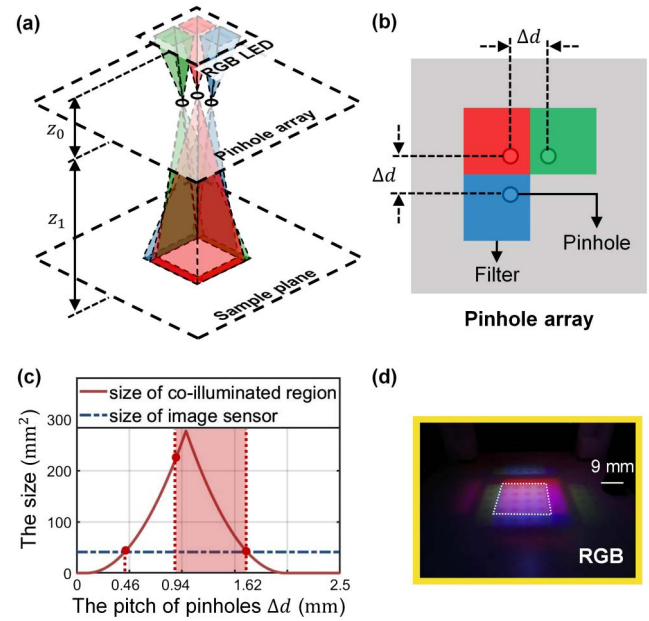 (a)
RGB LED
z₀
Pinhole array
z₁
Sample plane
(b)
Δd
Δd
Pinhole
Filter
Pinhole array
(c)
size of co-illuminated region
size of image sensor
The size (mm²)
300
200
100
0
0 0.46 0.94 1.62 2.5
The pitch of pinholes Δd (mm)
(d)
9 mm
RGB